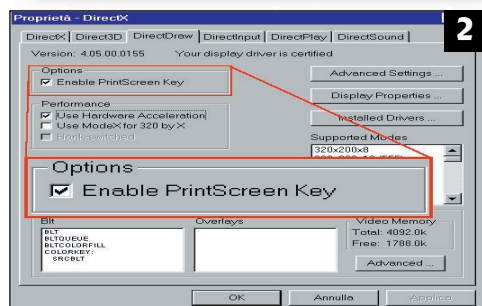 Proprietà - DirectX
2
DirectX Direct3D DirectDraw DirectInput DirectPlay DirectSound
Version: 4.05.00.0155 Your display driver is certified
Options
Enable PrintScreen Key
Advanced Settings ...
Display Properties ...
Performance
Use Hardware Acceleration
Use ModeX for 320 by X
Installed Drivers ...
Supported Modes
320x200x8
Options
Enable PrintScreen Key
Blt
Overlays
Video Memory
BLT
BLTQUEUE
BLTCOLORFILL
COLORKEY:
SRCBLT
Total: 4092.0k
Free: 1788.0k
Advanced ...
OK Annulla Applica